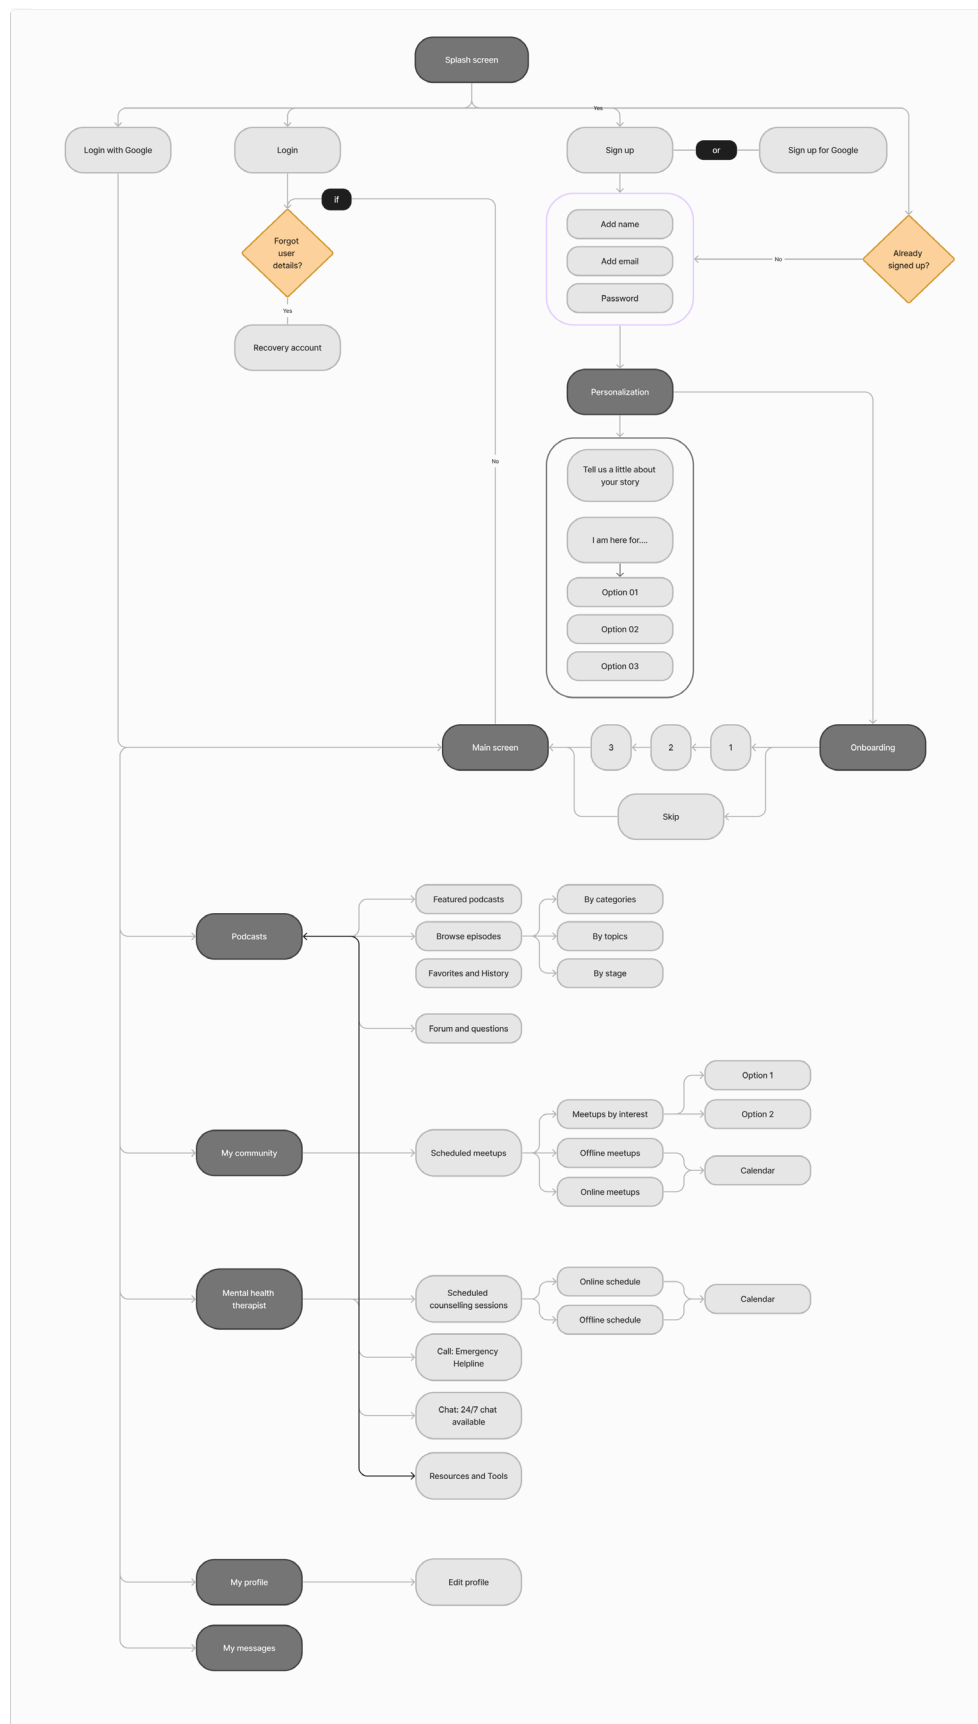 Splash screen
Yes
Login with Google
Login
Sign up
or
Sign up for Google
if
Forgot
user
details?
Yes
Recovery account
Add name
Add email
Password
No
Already
signed up?
Personalization
No
Tell us a little about
your story
I am here for....
Option 01
Option 02
Option 03
Main screen
3
2
1
Onboarding
Skip
Podcasts
Featured podcasts
By categories
Browse episodes
By topics
Favorites and History
By stage
Forum and questions
My community
Scheduled meetups
Meetups by interest
Option 1
Option 2
Offline meetups
Online meetups
Calendar
Mental health
therapist
Scheduled
counselling sessions
Online schedule
Offline schedule
Calendar
Call: Emergency
Helpline
Chat: 24/7 chat
available
Resources and Tools
My profile
Edit profile
My messages